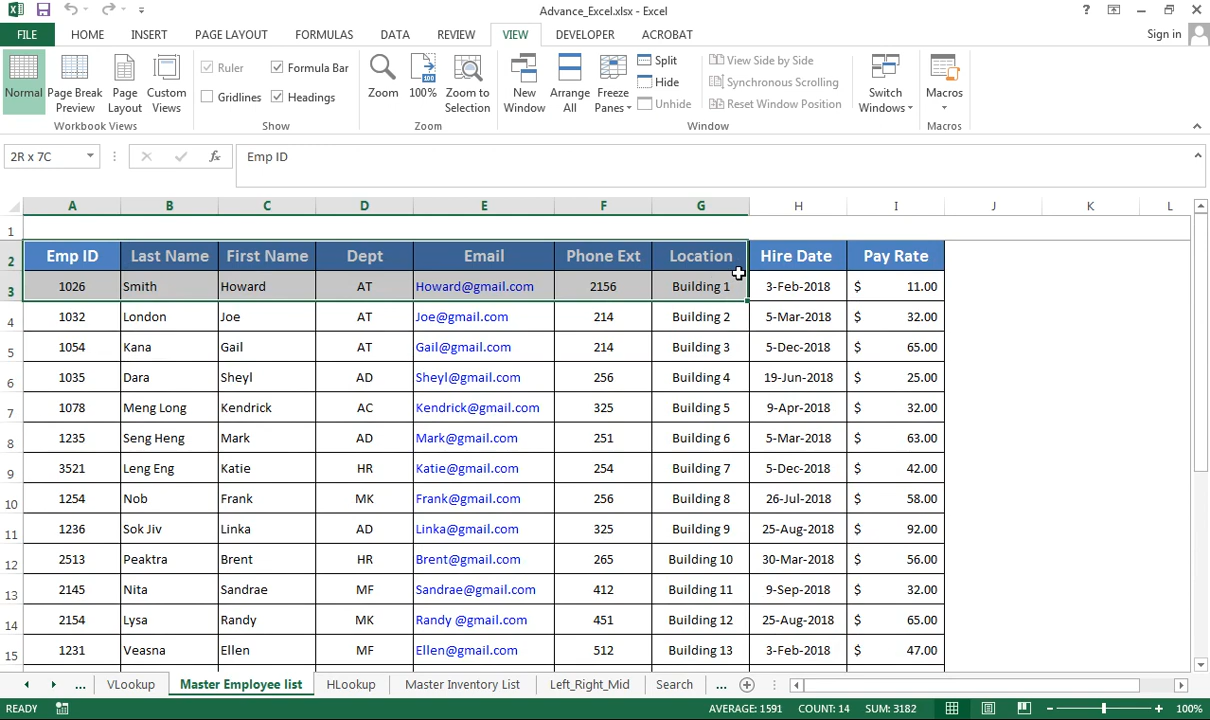 Advance_Excel.xlsx - Excel
?
FILE HOME INSERT PAGE LAYOUT FORMULAS DATA REVIEW VIEW DEVELOPER ACROBAT Sign in
Normal Page Break Preview Page Layout Custom Views
Ruler Formula Bar
Gridlines Headings
Zoom 100% Zoom to Selection
New Window Arrange All Freeze Panes
Split
Hide
Unhide
View Side by Side
Synchronous Scrolling
Reset Window Position
Switch Windows Macros
Workbook Views Show Zoom Window Macros
2R x 7C fx Emp ID
A B C D E F G H I J K L
1
2 Emp ID Last Name First Name Dept Email Phone Ext Location Hire Date Pay Rate
3 1026 Smith Howard AT Howard@gmail.com 2156 Building 1 3-Feb-2018 $ 11.00
4 1032 London Joe AT Joe@gmail.com 214 Building 2 5-Mar-2018 $ 32.00
5 1054 Kana Gail AT Gail@gmail.com 214 Building 3 5-Dec-2018 $ 65.00
6 1035 Dara Sheyl AD Sheyl@gmail.com 256 Building 4 19-Jun-2018 $ 25.00
7 1078 Meng Long Kendrick AC Kendrick@gmail.com 325 Building 5 9-Apr-2018 $ 32.00
8 1235 Seng Heng Mark AD Mark@gmail.com 251 Building 6 5-Mar-2018 $ 63.00
9 3521 Leng Eng Katie HR Katie@gmail.com 254 Building 7 5-Dec-2018 $ 42.00
10 1254 Nob Frank MK Frank@gmail.com 256 Building 8 26-Jul-2018 $ 58.00
11 1236 Sok Jiv Linka AD Linka@gmail.com 325 Building 9 25-Aug-2018 $ 92.00
12 2513 Peaktra Brent HR Brent@gmail.com 265 Building 10 30-Mar-2018 $ 56.00
13 2145 Nita Sandrae MF Sandrae@gmail.com 412 Building 11 9-Sep-2018 $ 32.00
14 2154 Lysa Randy MK Randy @gmail.com 451 Building 12 25-Aug-2018 $ 65.00
15 1231 Veasna Ellen MF Ellen@gmail.com 512 Building 13 3-Feb-2018 $ 47.00
... VLookup Master Employee list HLookup Master Inventory List Left_Right_Mid Search ...
READY AVERAGE: 1591 COUNT: 14 SUM: 3182 100%